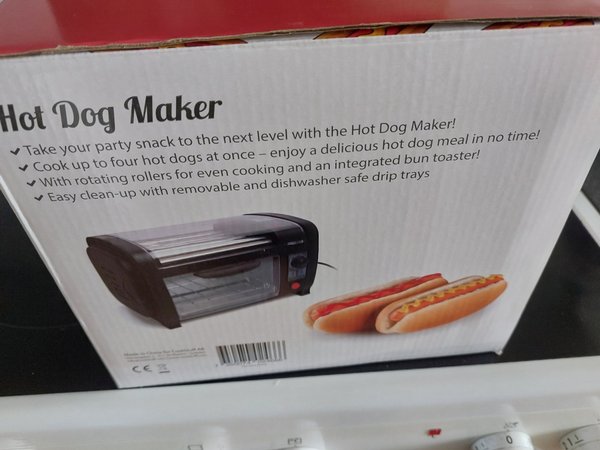 Hot Dog Maker
✔ Take your party snack to the next level with the Hot Dog Maker!
✔ Cook up to four hot dogs at once – enjoy a delicious hot dog meal in no time!
✔ With rotating rollers for even cooking and an integrated bun toaster!
✔ Easy clean-up with removable and dishwasher safe drip trays
CE
0